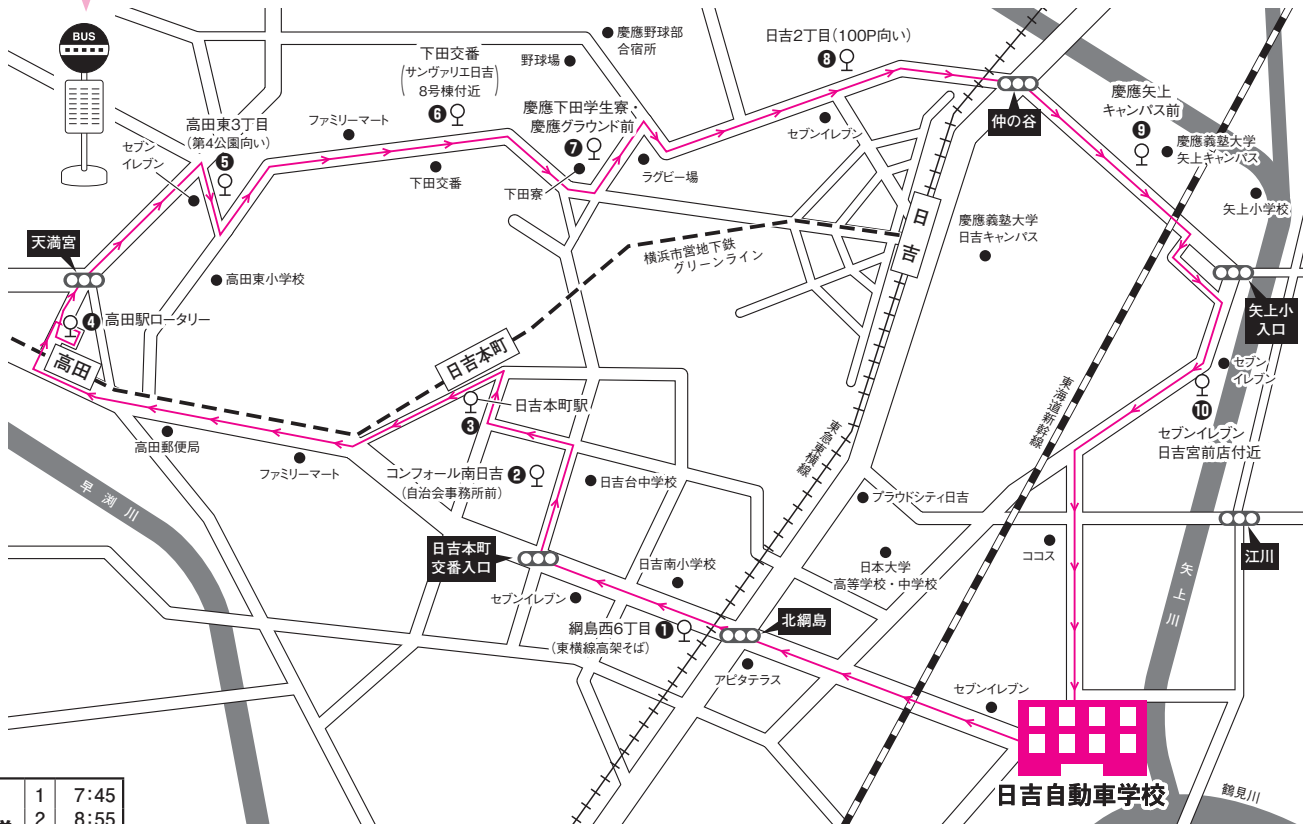 BUS
慶應野球部
合宿所
野球場
日吉2丁目(100P向い)
❽
下田交番
(サンヴァリエ日吉
8号棟付近)
❻
ファミリーマート
高田東3丁目
(第4公園向い)
❺
セブン
イレブン
慶應下田学生寮・
慶應グラウンド前
❼
下田交番
下田寮
ラグビー場
セブンイレブン
仲の谷
慶應矢上
キャンパス前
❾
慶應義塾大学
矢上キャンパス
矢上小学校
天満宮
高田東小学校
❹ 高田駅ロータリー
高田
横浜市営地下鉄
グリーンライン
日吉
慶應義塾大学
日吉キャンパス
矢上小
入口
セブン
イレブン
❿
セブンイレブン
日吉宮前店付近
日吉本町
日吉本町駅
❸
高田郵便局
ファミリーマート
早渕川
コンフォール南日吉 ❷
(自治会事務所前)
日吉台中学校
東急東横線
東海道新幹線
プラウドシティ日吉
日吉本町
交番入口
日吉南小学校
日本大学
高等学校・中学校
ココス
江川
矢上川
セブンイレブン
綱島西6丁目 ❶
(東横線高架そば)
北綱島
アピタテラス
セブンイレブン
日吉自動車学校
鶴見川
1 7:45
2 8:55